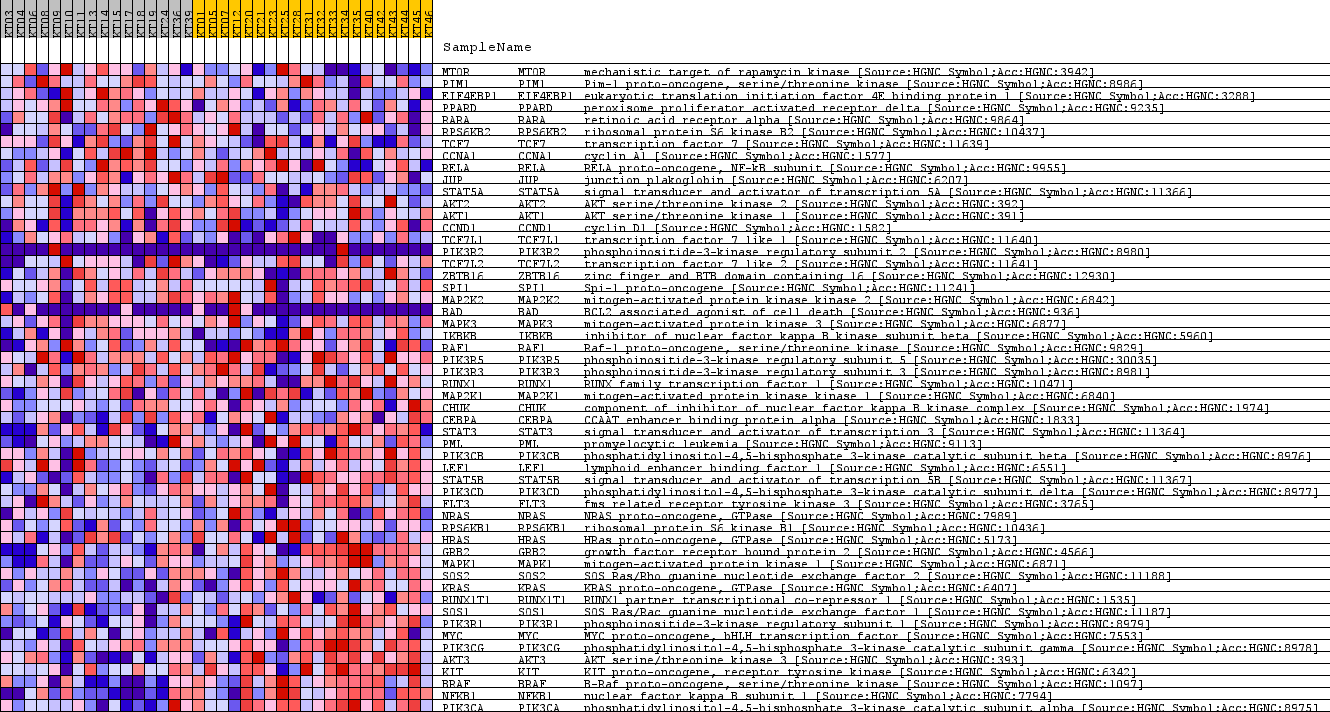 KT03 KT04 KT06 KT08 KT09 KT10 KT11 KT13 KT14 KT15 KT17 KT18 KT19 KT24 KT36 KT39 KT01 KT05 KT07 KT12 KT20 KT21 KT23 KT25 KT28 KT31 KT32 KT33 KT34 KT35 KT40 KT42 KT43 KT44 KT45 KT46
SampleName
MTOR MTOR mechanistic target of rapamycin kinase [Source:HGNC Symbol;Acc:HGNC:3942]
PIM1 PIM1 Pim-1 proto-oncogene, serine/threonine kinase [Source:HGNC Symbol;Acc:HGNC:8986]
EIF4EBP1 EIF4EBP1 eukaryotic translation initiation factor 4E binding protein 1 [Source:HGNC Symbol;Acc:HGNC:3288]
PPARD PPARD peroxisome proliferator activated receptor delta [Source:HGNC Symbol;Acc:HGNC:9235]
RARA RARA retinoic acid receptor alpha [Source:HGNC Symbol;Acc:HGNC:9864]
RPS6KB2 RPS6KB2 ribosomal protein S6 kinase B2 [Source:HGNC Symbol;Acc:HGNC:10437]
TCF7 TCF7 transcription factor 7 [Source:HGNC Symbol;Acc:HGNC:11639]
CCNA1 CCNA1 cyclin A1 [Source:HGNC Symbol;Acc:HGNC:1577]
RELA RELA RELA proto-oncogene, NF-kB subunit [Source:HGNC Symbol;Acc:HGNC:9955]
JUP JUP junction plakoglobin [Source:HGNC Symbol;Acc:HGNC:6207]
STAT5A STAT5A signal transducer and activator of transcription 5A [Source:HGNC Symbol;Acc:HGNC:11366]
AKT2 AKT2 AKT serine/threonine kinase 2 [Source:HGNC Symbol;Acc:HGNC:392]
AKT1 AKT1 AKT serine/threonine kinase 1 [Source:HGNC Symbol;Acc:HGNC:391]
CCND1 CCND1 cyclin D1 [Source:HGNC Symbol;Acc:HGNC:1582]
TCF7L1 TCF7L1 transcription factor 7 like 1 [Source:HGNC Symbol;Acc:HGNC:11640]
PIK3R2 PIK3R2 phosphoinositide-3-kinase regulatory subunit 2 [Source:HGNC Symbol;Acc:HGNC:8980]
TCF7L2 TCF7L2 transcription factor 7 like 2 [Source:HGNC Symbol;Acc:HGNC:11641]
ZBTB16 ZBTB16 zinc finger and BTB domain containing 16 [Source:HGNC Symbol;Acc:HGNC:12930]
SPI1 SPI1 Spi-1 proto-oncogene [Source:HGNC Symbol;Acc:HGNC:11241]
MAP2K2 MAP2K2 mitogen-activated protein kinase kinase 2 [Source:HGNC Symbol;Acc:HGNC:6842]
BAD BAD BCL2 associated agonist of cell death [Source:HGNC Symbol;Acc:HGNC:936]
MAPK3 MAPK3 mitogen-activated protein kinase 3 [Source:HGNC Symbol;Acc:HGNC:6877]
IKBKB IKBKB inhibitor of nuclear factor kappa B kinase subunit beta [Source:HGNC Symbol;Acc:HGNC:5960]
RAF1 RAF1 Raf-1 proto-oncogene, serine/threonine kinase [Source:HGNC Symbol;Acc:HGNC:9829]
PIK3R5 PIK3R5 phosphoinositide-3-kinase regulatory subunit 5 [Source:HGNC Symbol;Acc:HGNC:30035]
PIK3R3 PIK3R3 phosphoinositide-3-kinase regulatory subunit 3 [Source:HGNC Symbol;Acc:HGNC:8981]
RUNX1 RUNX1 RUNX family transcription factor 1 [Source:HGNC Symbol;Acc:HGNC:10471]
MAP2K1 MAP2K1 mitogen-activated protein kinase kinase 1 [Source:HGNC Symbol;Acc:HGNC:6840]
CHUK CHUK component of inhibitor of nuclear factor kappa B kinase complex [Source:HGNC Symbol;Acc:HGNC:1974]
CEBPA CEBPA CCAAT enhancer binding protein alpha [Source:HGNC Symbol;Acc:HGNC:1833]
STAT3 STAT3 signal transducer and activator of transcription 3 [Source:HGNC Symbol;Acc:HGNC:11364]
PML PML promyelocytic leukemia [Source:HGNC Symbol;Acc:HGNC:9113]
PIK3CB PIK3CB phosphatidylinositol-4,5-bisphosphate 3-kinase catalytic subunit beta [Source:HGNC Symbol;Acc:HGNC:8976]
LEF1 LEF1 lymphoid enhancer binding factor 1 [Source:HGNC Symbol;Acc:HGNC:6551]
STAT5B STAT5B signal transducer and activator of transcription 5B [Source:HGNC Symbol;Acc:HGNC:11367]
PIK3CD PIK3CD phosphatidylinositol-4,5-bisphosphate 3-kinase catalytic subunit delta [Source:HGNC Symbol;Acc:HGNC:8977]
FLT3 FLT3 fms related receptor tyrosine kinase 3 [Source:HGNC Symbol;Acc:HGNC:3765]
NRAS NRAS NRAS proto-oncogene, GTPase [Source:HGNC Symbol;Acc:HGNC:7989]
RPS6KB1 RPS6KB1 ribosomal protein S6 kinase B1 [Source:HGNC Symbol;Acc:HGNC:10436]
HRAS HRAS HRas proto-oncogene, GTPase [Source:HGNC Symbol;Acc:HGNC:5173]
GRB2 GRB2 growth factor receptor bound protein 2 [Source:HGNC Symbol;Acc:HGNC:4566]
MAPK1 MAPK1 mitogen-activated protein kinase 1 [Source:HGNC Symbol;Acc:HGNC:6871]
SOS2 SOS2 SOS Ras/Rho guanine nucleotide exchange factor 2 [Source:HGNC Symbol;Acc:HGNC:11188]
KRAS KRAS KRAS proto-oncogene, GTPase [Source:HGNC Symbol;Acc:HGNC:6407]
RUNX1T1 RUNX1T1 RUNX1 partner transcriptional co-repressor 1 [Source:HGNC Symbol;Acc:HGNC:1535]
SOS1 SOS1 SOS Ras/Rac guanine nucleotide exchange factor 1 [Source:HGNC Symbol;Acc:HGNC:11187]
PIK3R1 PIK3R1 phosphoinositide-3-kinase regulatory subunit 1 [Source:HGNC Symbol;Acc:HGNC:8979]
MYC MYC MYC proto-oncogene, bHLH transcription factor [Source:HGNC Symbol;Acc:HGNC:7553]
PIK3CG PIK3CG phosphatidylinositol-4,5-bisphosphate 3-kinase catalytic subunit gamma [Source:HGNC Symbol;Acc:HGNC:8978]
AKT3 AKT3 AKT serine/threonine kinase 3 [Source:HGNC Symbol;Acc:HGNC:393]
KIT KIT KIT proto-oncogene, receptor tyrosine kinase [Source:HGNC Symbol;Acc:HGNC:6342]
BRAF BRAF B-Raf proto-oncogene, serine/threonine kinase [Source:HGNC Symbol;Acc:HGNC:1097]
NFKB1 NFKB1 nuclear factor kappa B subunit 1 [Source:HGNC Symbol;Acc:HGNC:7794]
PIK3CA PIK3CA phosphatidylinositol-4,5-bisphosphate 3-kinase catalytic subunit alpha [Source:HGNC Symbol;Acc:HGNC:8975]